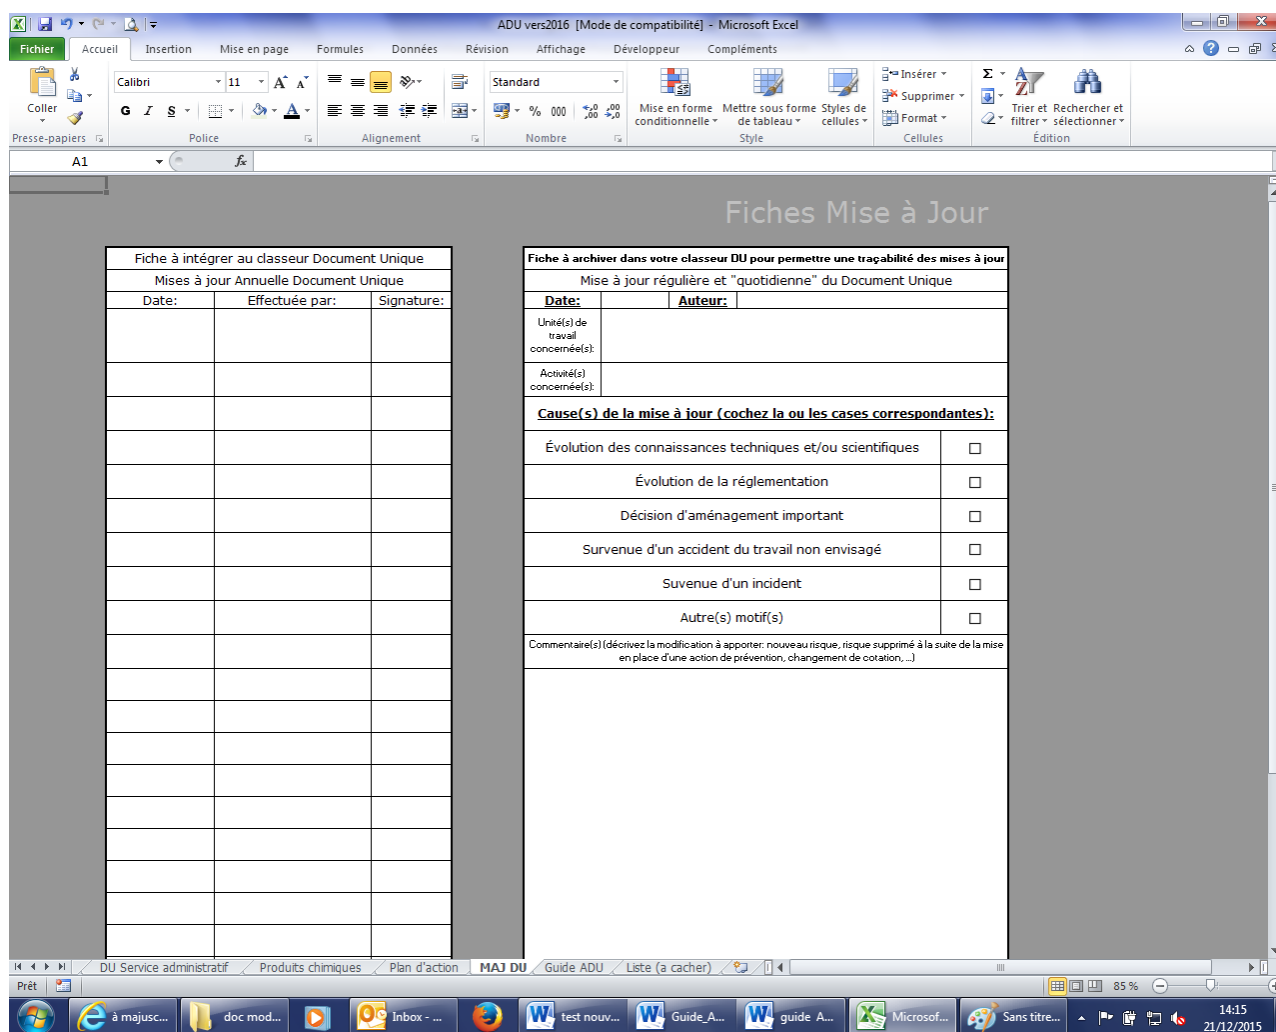 ADU vers2016 [Mode de compatibilité] - Microsoft Excel
Fichier Accueil Insertion Mise en page Formules Données Révision Affichage Développeur Compléments
Coller
Calibri 11
G I S
Standard
% 000
Mise en forme conditionnelle
Mettre sous forme de tableau
Styles de cellules
Insérer
Supprimer
Format
Trier et filtrer
Rechercher et sélectionner
Presse-papiers Police Alignement Nombre Style Cellules Édition
A1 fx
Fiches Mise à Jour
Fiche à intégrer au classeur Document Unique
Mises à jour Annuelle Document Unique
Date: Effectuée par: Signature:
Fiche à archiver dans votre classeur DU pour permettre une traçabilité des mises à jour
Mise à jour régulière et "quotidienne" du Document Unique
Date: Auteur:
Unité(s) de
travail
concernée(s):
Activité(s)
concernée(s):
Cause(s) de la mise à jour (cochez la ou les cases correspondantes):
Évolution des connaissances techniques et/ou scientifiques
Évolution de la réglementation
Décision d'aménagement important
Survenue d'un accident du travail non envisagé
Suvenue d'un incident
Autre(s) motif(s)
Commentaire(s) (décrivez la modification à apporter: nouveau risque, risque supprimé à la suite de la mise
en place d'une action de prévention, changement de cotation, ...)
DU Service administratif Produits chimiques Plan d'action MAJ DU Guide ADU Liste (a cacher)
Prêt 85 %
à majusc... doc mod... Inbox - ... test nouv... Guide_A... guide A... Microsof... Sans titre... 14:15
21/12/2015